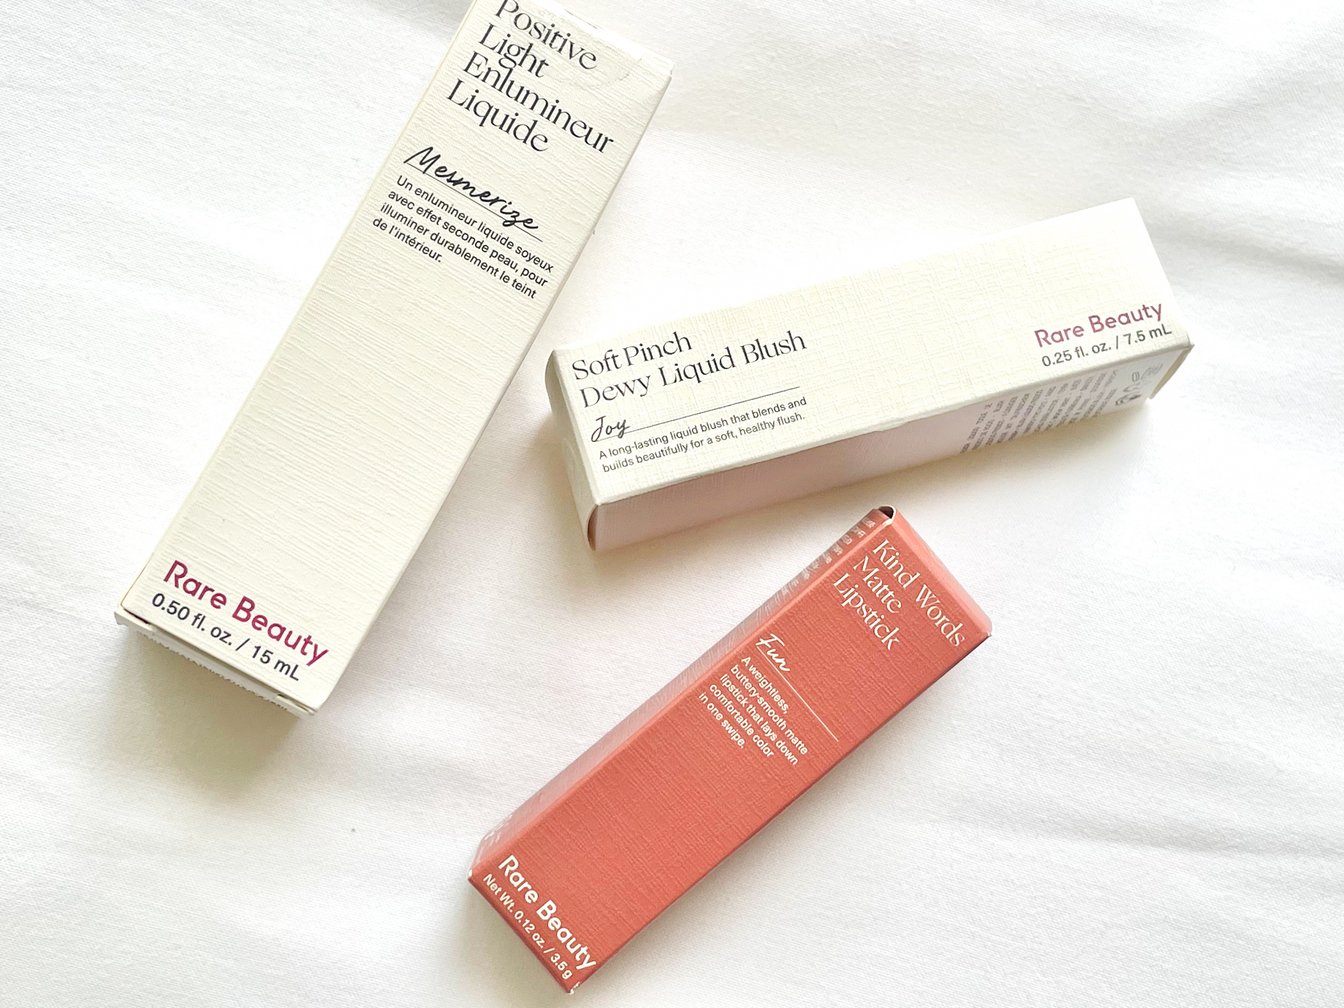 Positive
Light
Enlumineur
Liquide
Mesmerize
Un enlumineur liquide soyeux
avec effet seconde peau, pour
illuminer durablement le teint
de l'intérieur.
Rare Beauty
0.50 fl. oz. / 15 mL
Soft Pinch
Dewy Liquid Blush
Joy
A long-lasting liquid blush that blends and
builds beautifully for a soft, healthy flush.
Rare Beauty
0.25 fl. oz. / 7.5 mL
Kind Words
Matte
Lipstick
Fun
A weightless,
buttery-smooth matte
lipstick that lays down
comfortable color
in one swipe.
Rare Beauty
Net Wt. 0.12 oz. / 3.5 g